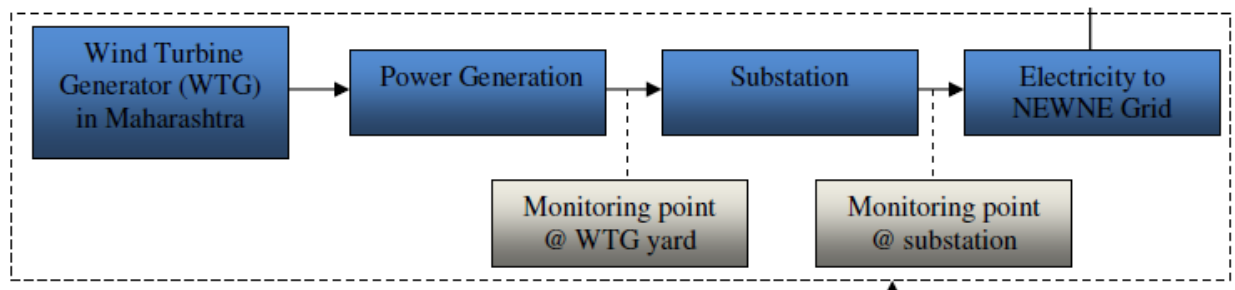 Wind Turbine
Generator (WTG)
in Maharashtra
Power Generation
Substation
Electricity to
NEWNE Grid
Monitoring point
@ WTG yard
Monitoring point
@ substation